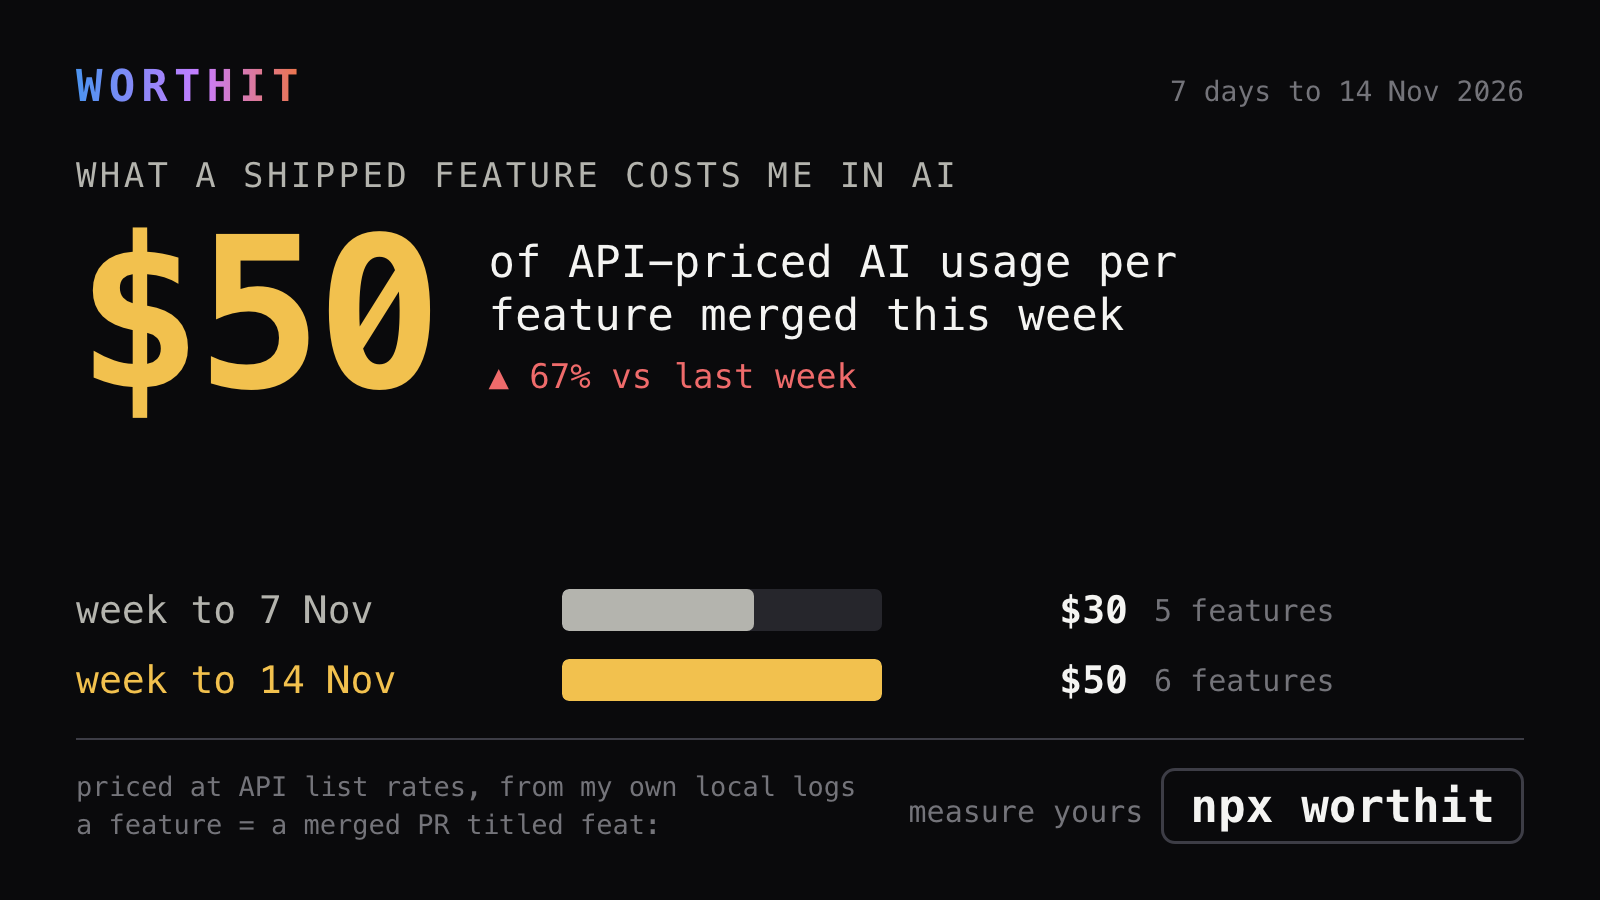 WORTHIT
7 days to 14 Nov 2026
WHAT A SHIPPED FEATURE COSTS ME IN AI
$50
of API−priced AI usage per
feature merged this week
▲ 67% vs last week
week to 7 Nov $30 5 features
week to 14 Nov $50 6 features
priced at API list rates, from my own local logs
a feature = a merged PR titled feat:
measure yours npx worthit